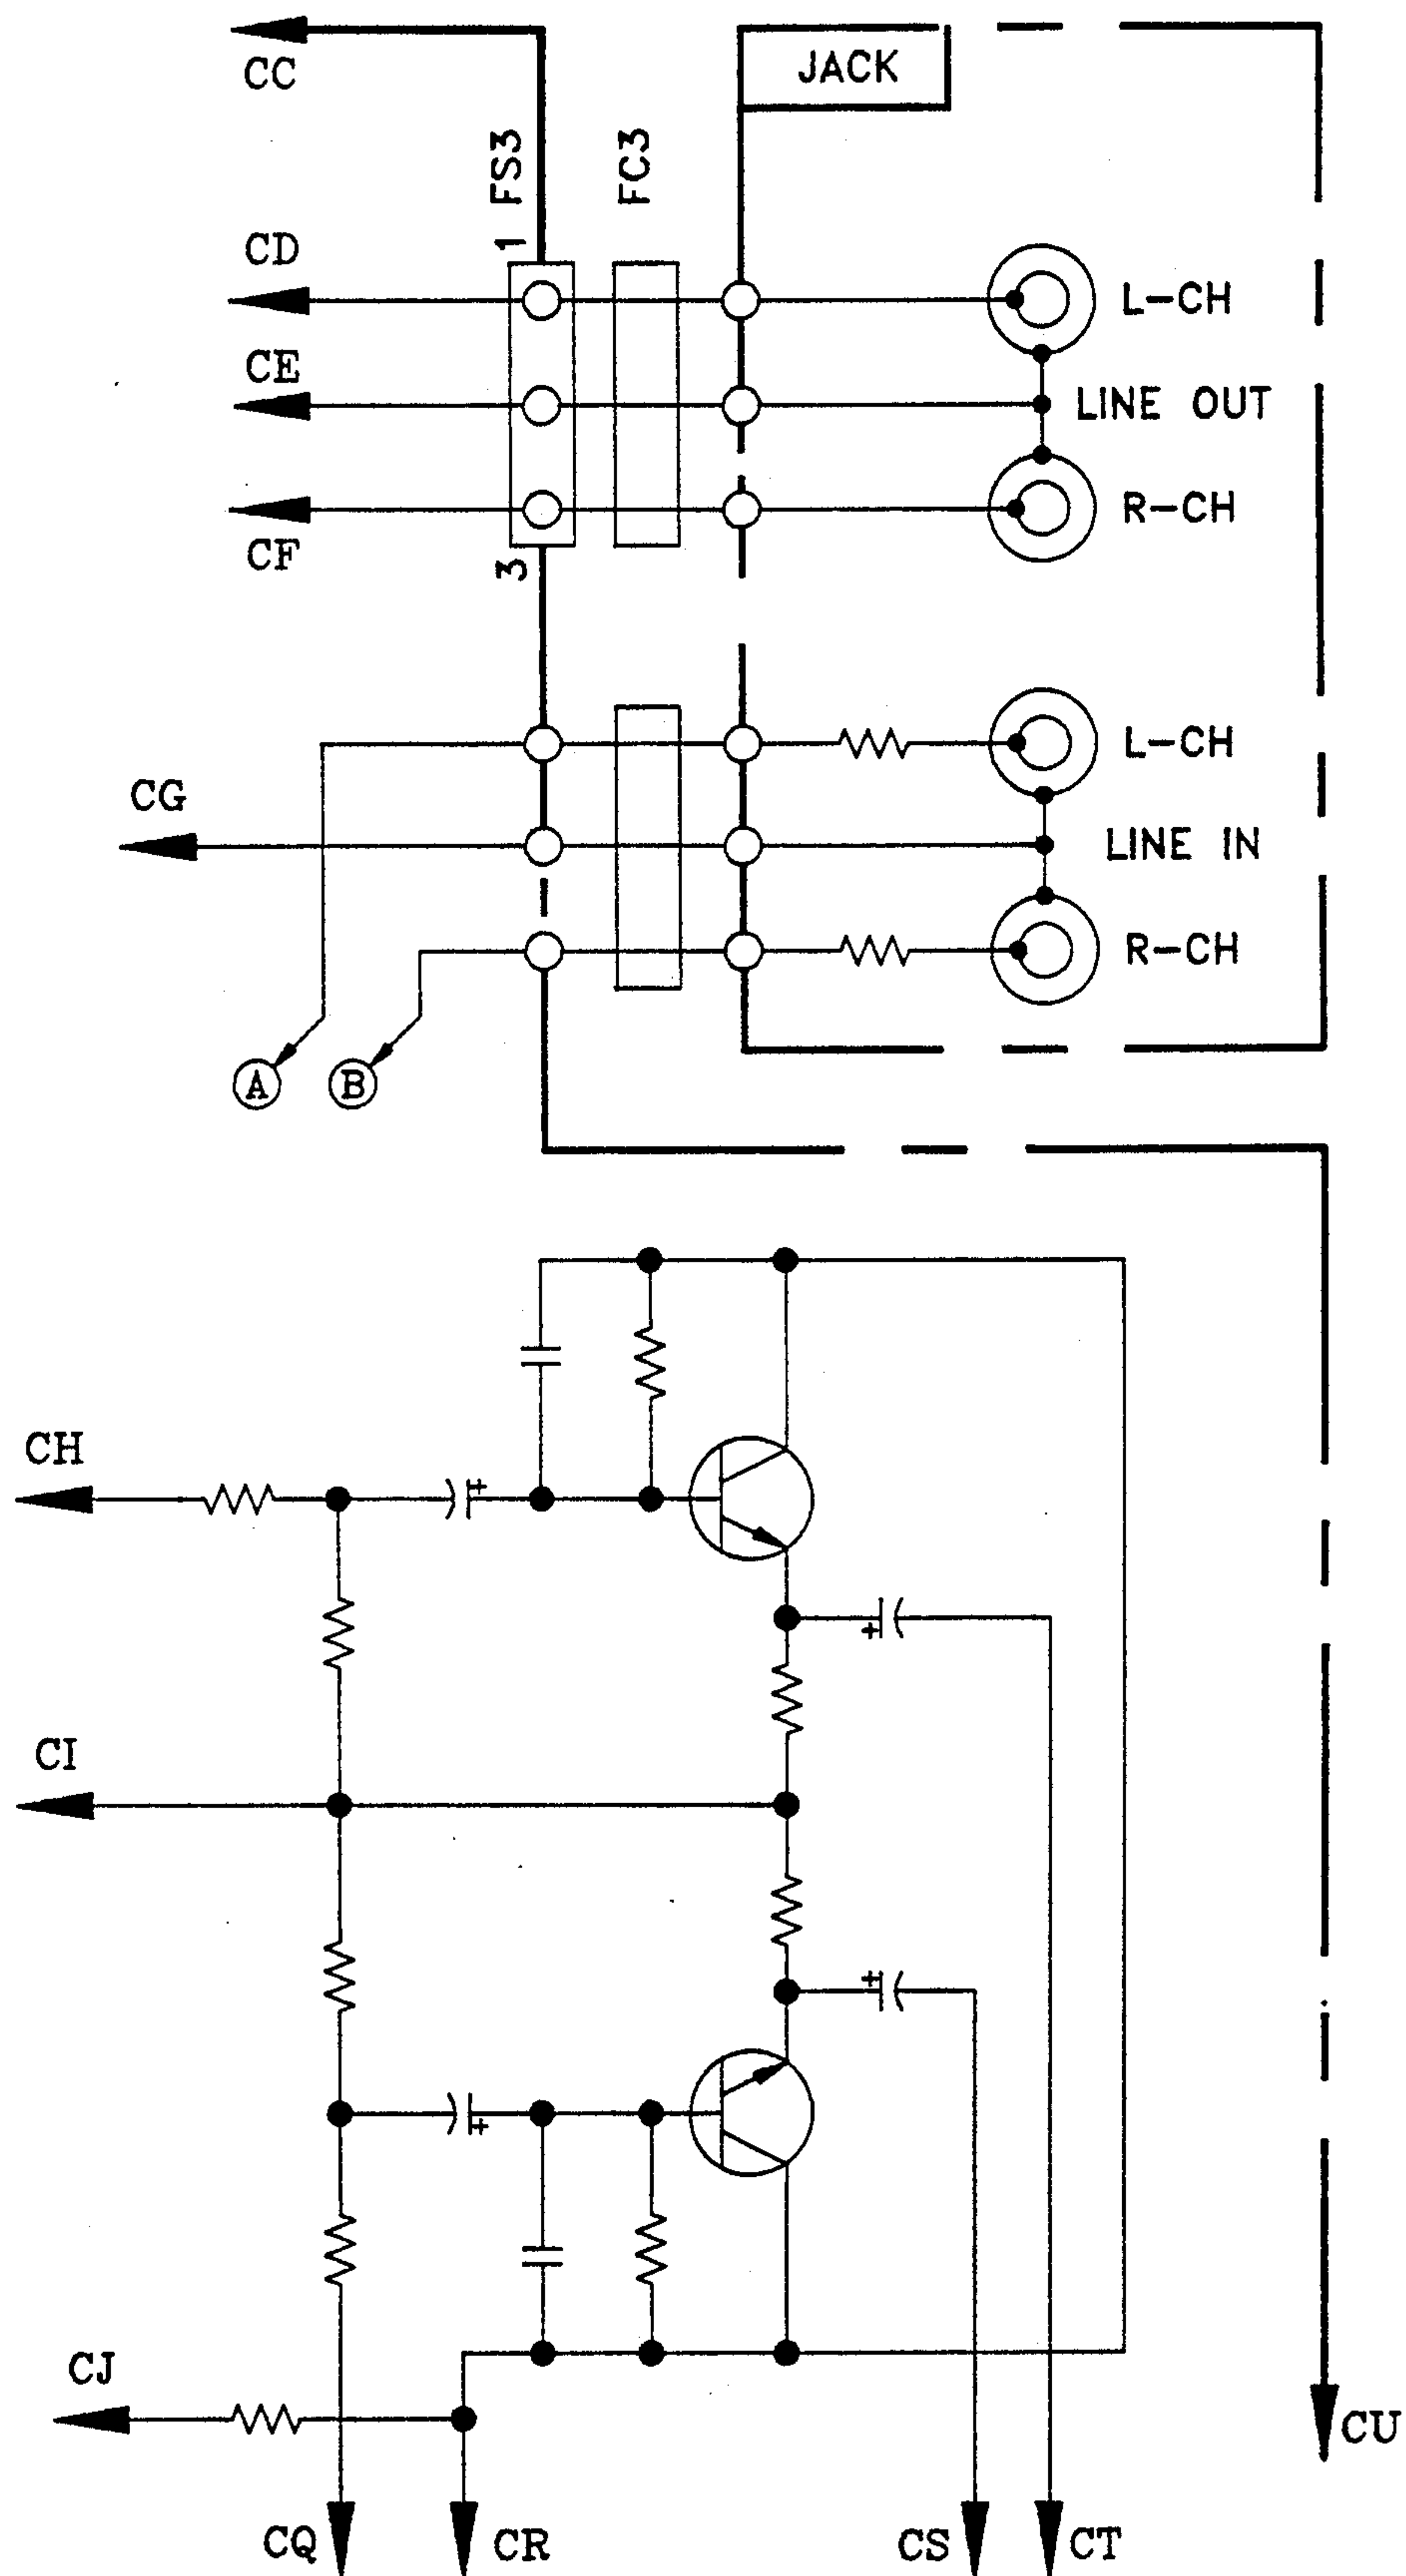 CC
JACK
FS3
FC3
1
CD
L-CH
CE
LINE OUT
R-CH
CF
3
L-CH
CG
LINE IN
R-CH
A
B
CH
+
+
CI
+
+
CJ
CU
CQ
CR
CS
CT